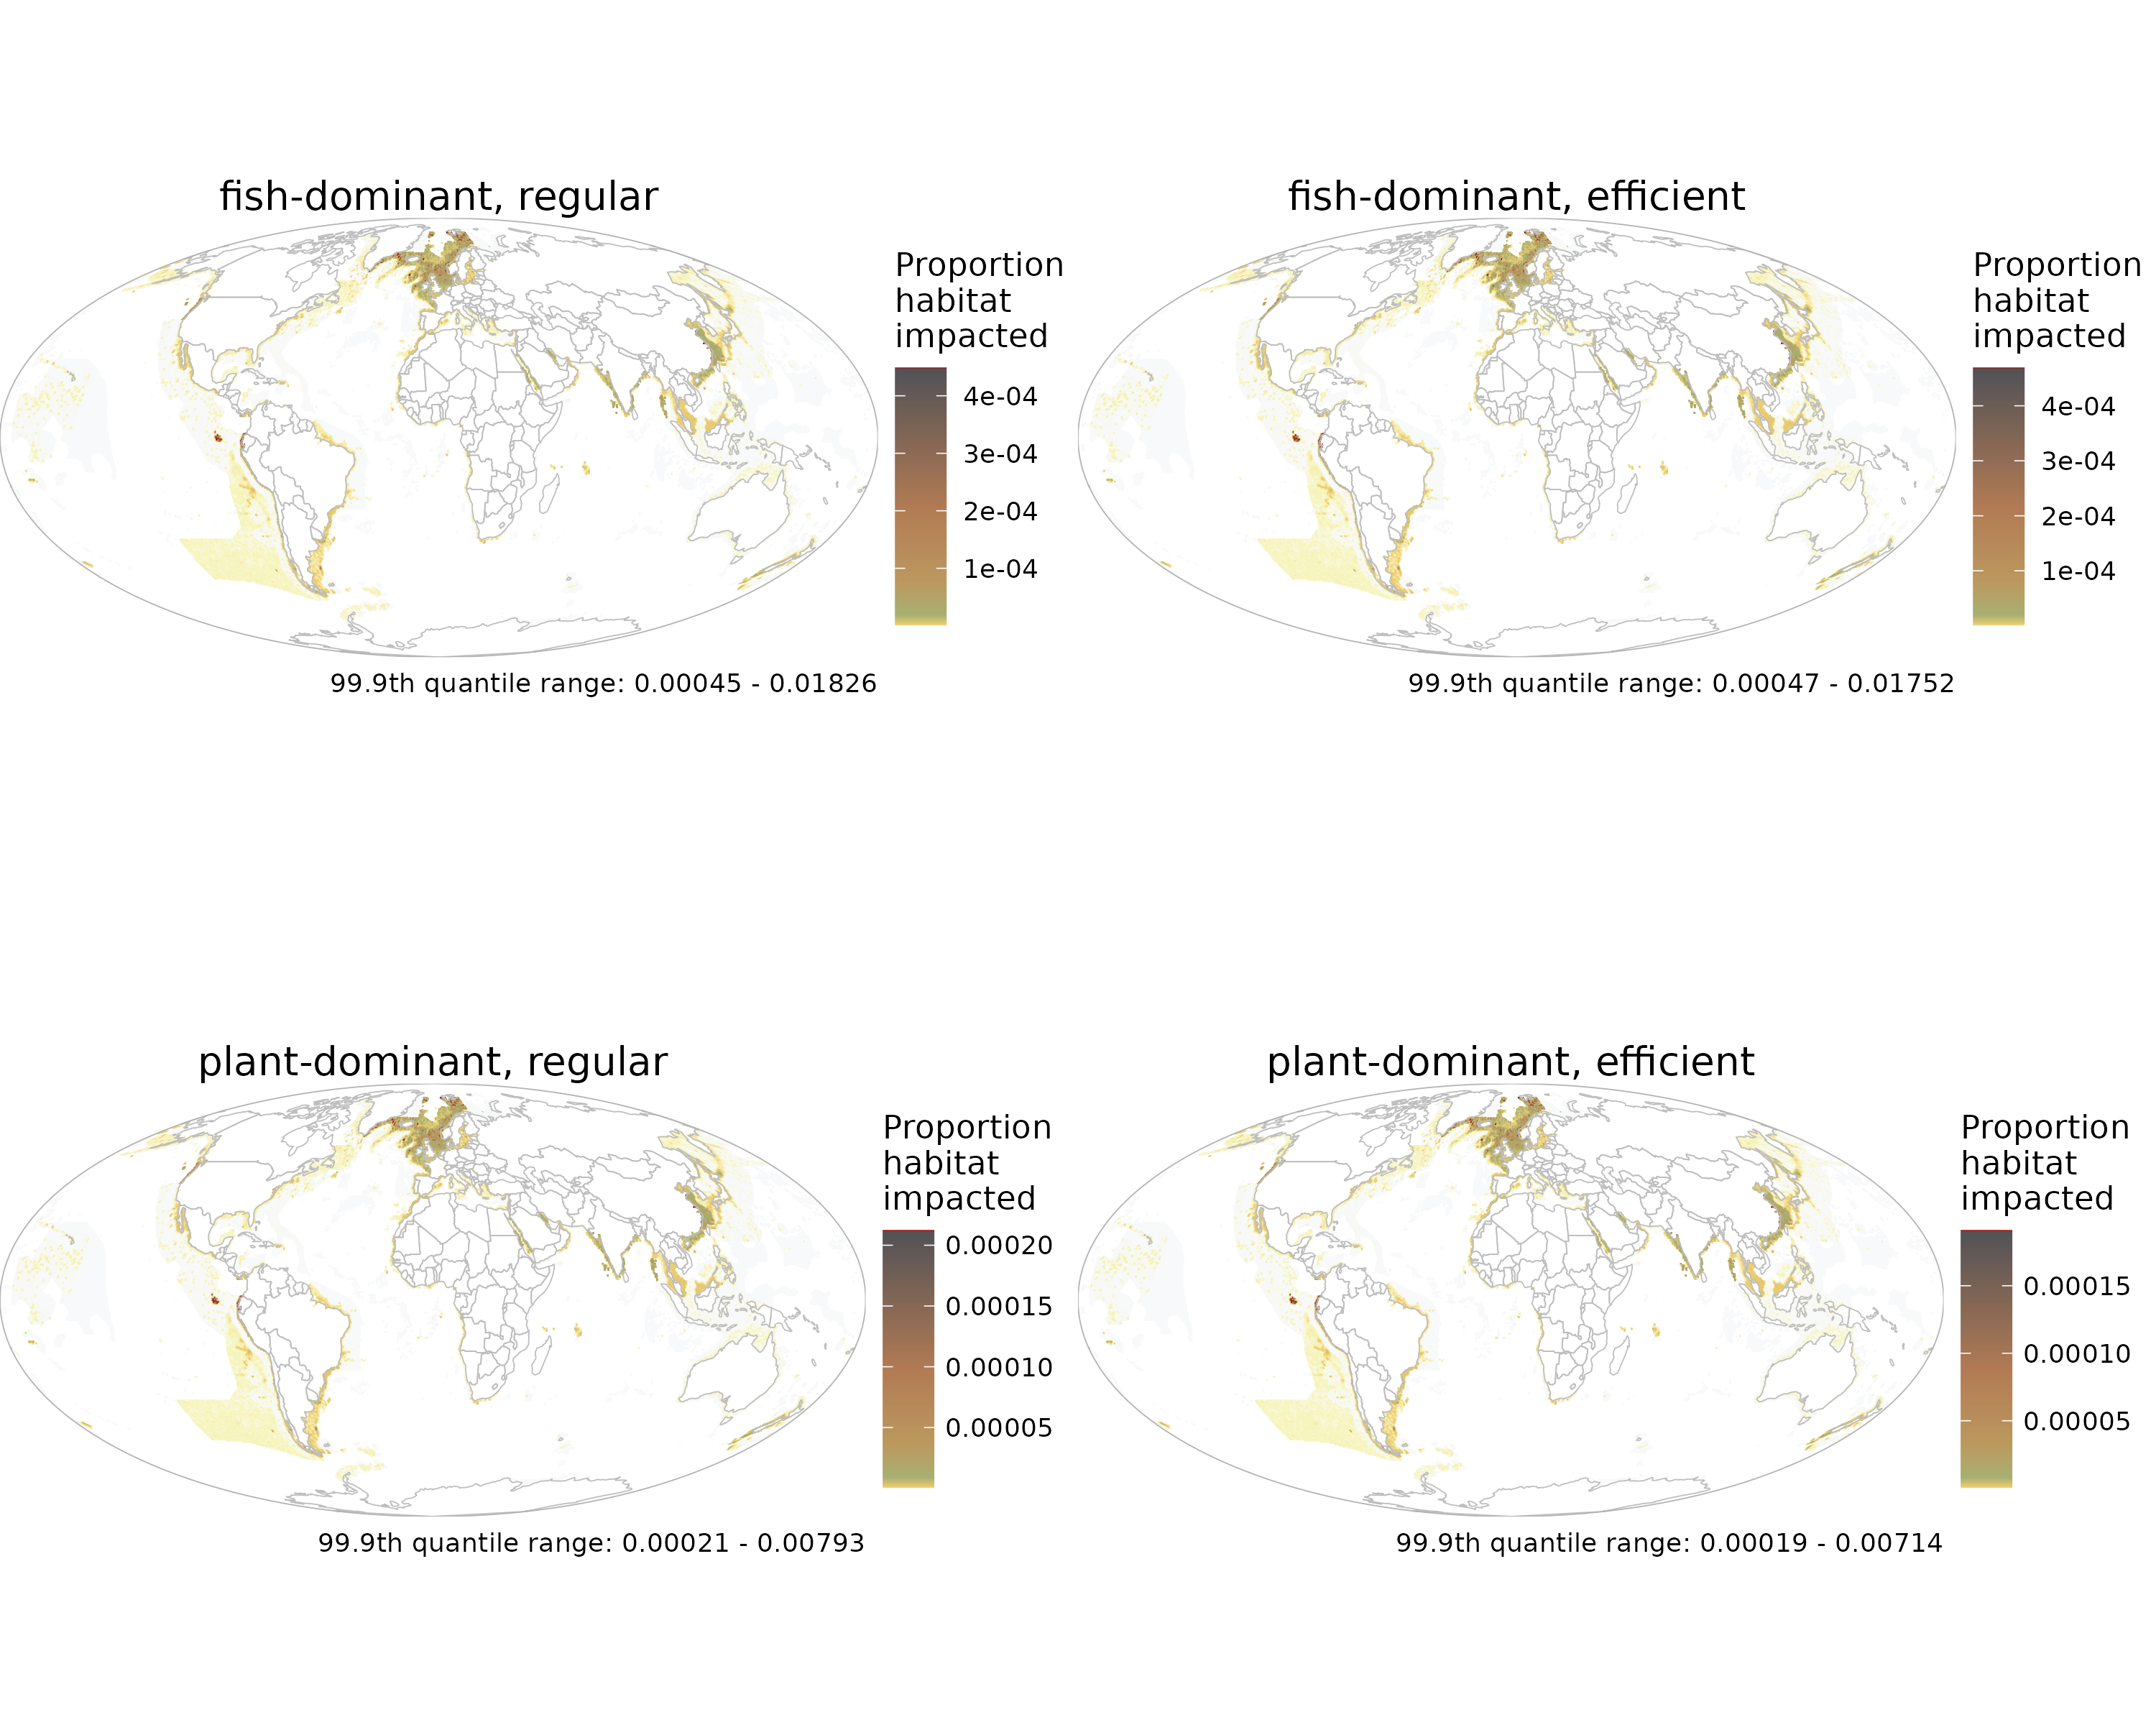 fish-dominant, regular
Proportion
habitat
impacted
4e-04
3e-04
2e-04
1e-04
99.9th quantile range: 0.00045 - 0.01826
fish-dominant, efficient
Proportion
habitat
impacted
4e-04
3e-04
2e-04
1e-04
99.9th quantile range: 0.00047 - 0.01752
plant-dominant, regular
Proportion
habitat
impacted
0.00020
0.00015
0.00010
0.00005
99.9th quantile range: 0.00021 - 0.00793
plant-dominant, efficient
Proportion
habitat
impacted
0.00015
0.00010
0.00005
99.9th quantile range: 0.00019 - 0.00714